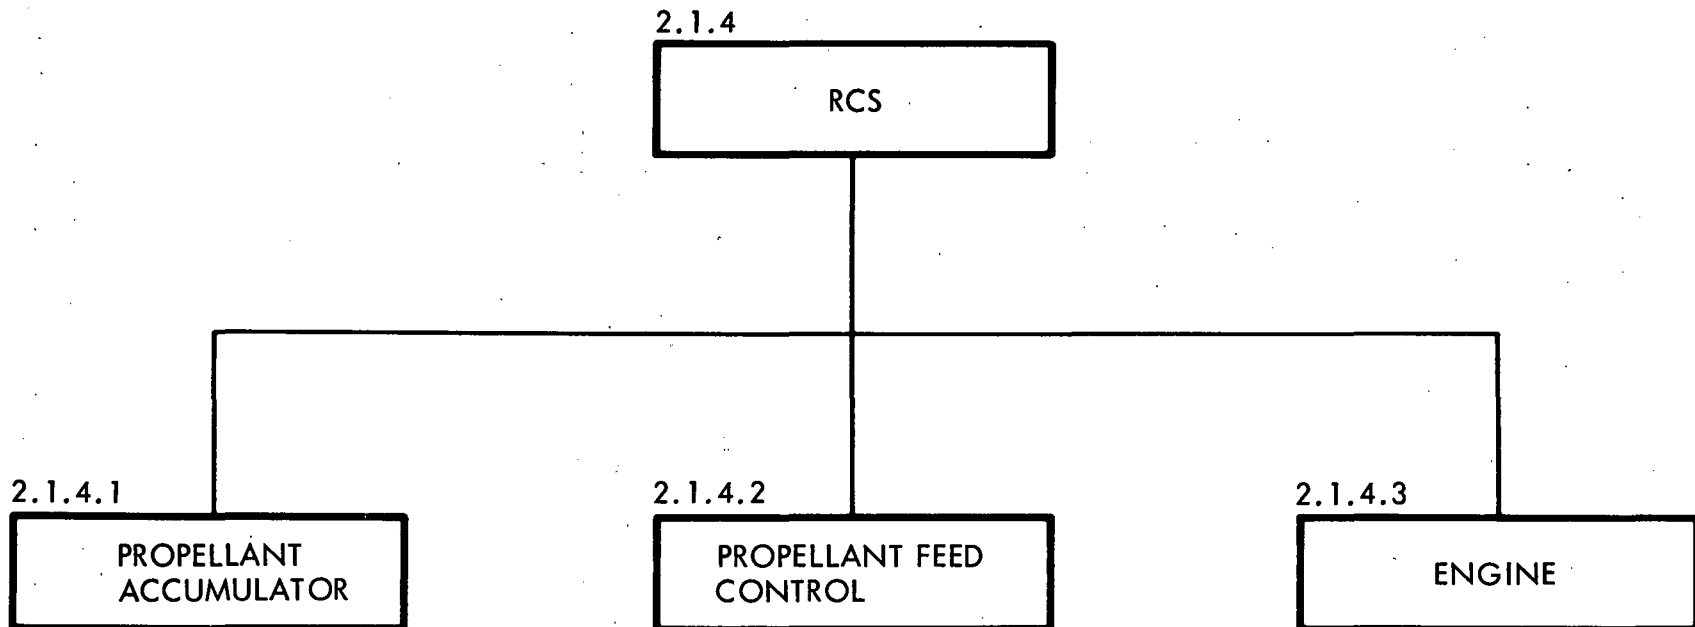 2.1.4
RCS
2.1.4.1
PROPELLANT
ACCUMULATOR
2.1.4.2
PROPELLANT FEED
CONTROL
2.1.4.3
ENGINE